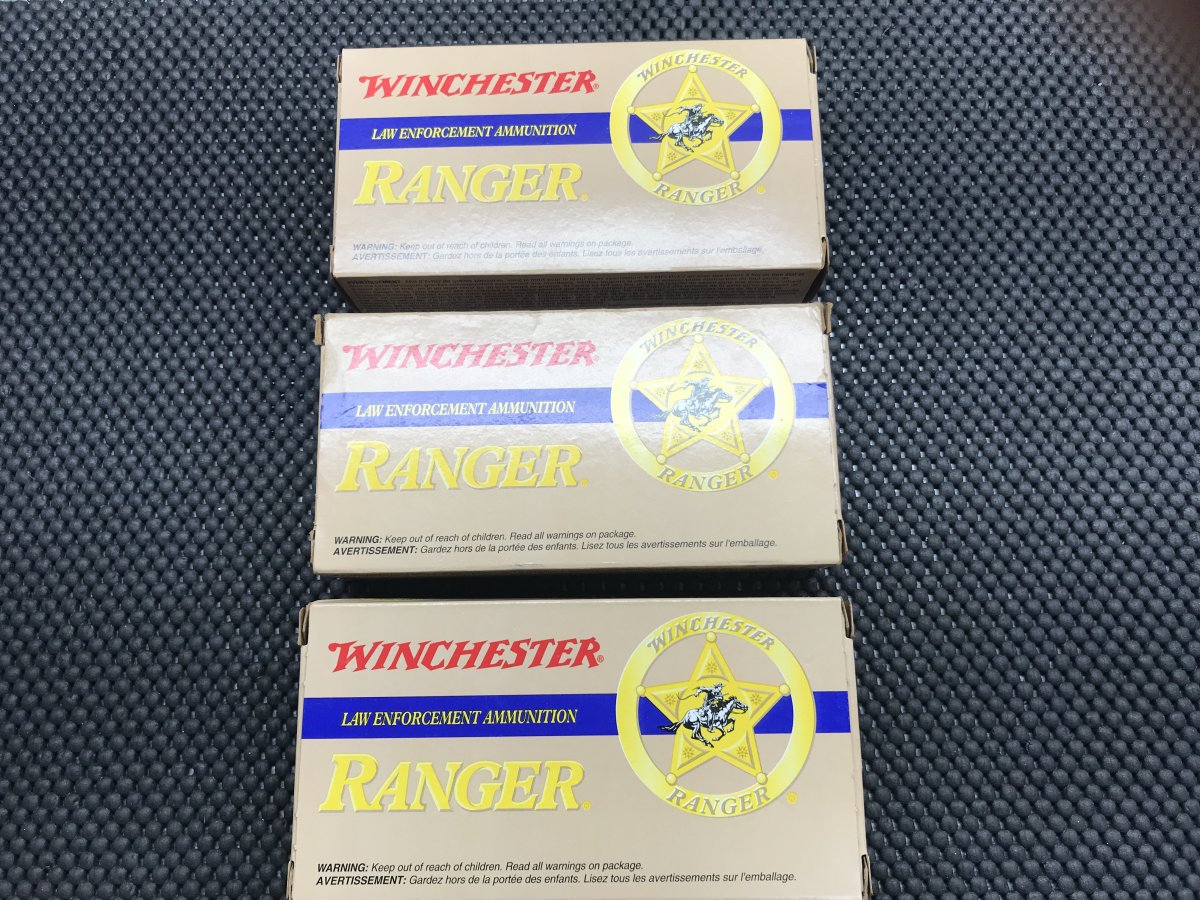 WINCHESTER®
WINCHESTER
LAW ENFORCEMENT AMMUNITION
RANGER®
RANGER®
WARNING: Keep out of reach of children. Read all warnings on package.
AVERTISSEMENT: Gardez hors de la portée des enfants. Lisez tous les avertissements sur l'emballage.
AVERTISSEMENT:
WINCHESTER®
WINCHESTER
LAW ENFORCEMENT AMMUNITION
RANGER®
RANGER®
WARNING: Keep out of reach of children. Read all warnings on package.
AVERTISSEMENT: Gardez hors de la portée des enfants. Lisez tous les avertissements sur l'emballage.
WINCHESTER®
WINCHESTER
LAW ENFORCEMENT AMMUNITION
RANGER®
RANGER®
WARNING: Keep out of reach of children. Read all warnings on package.
AVERTISSEMENT: Gardez hors de la portée des enfants. Lisez tous les avertissements sur l'emballage.